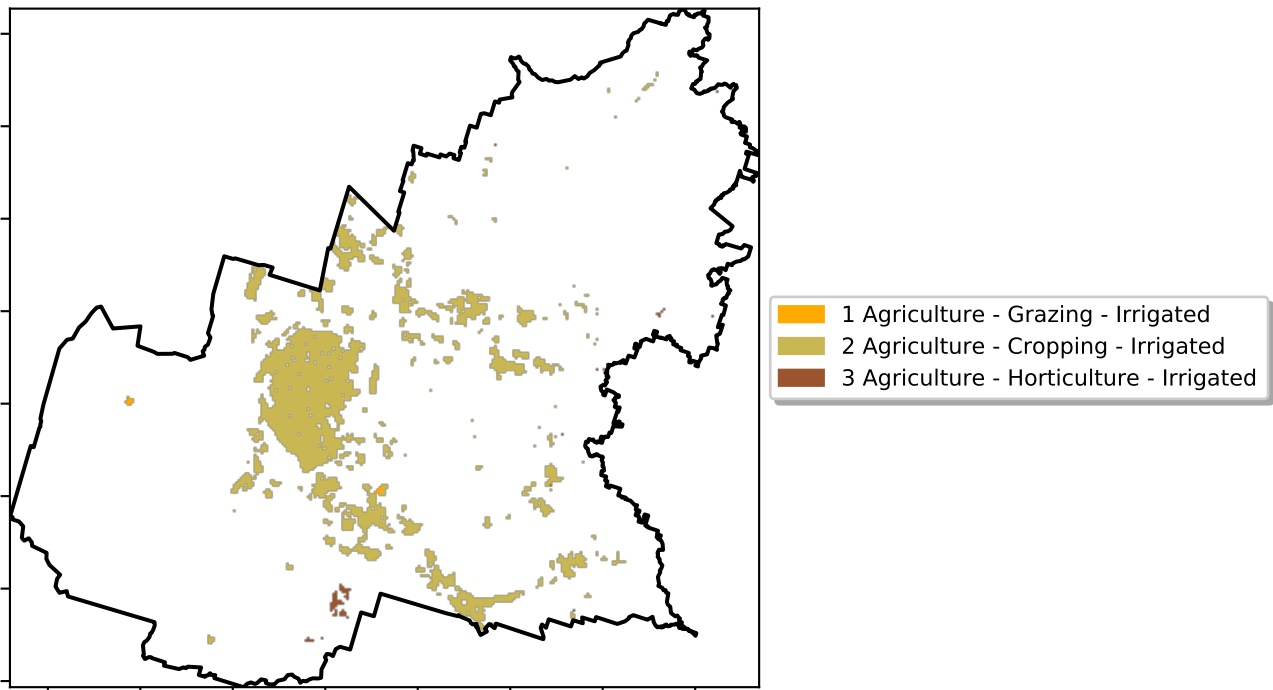 1 Agriculture - Grazing - Irrigated
2 Agriculture - Cropping - Irrigated
3 Agriculture - Horticulture - Irrigated